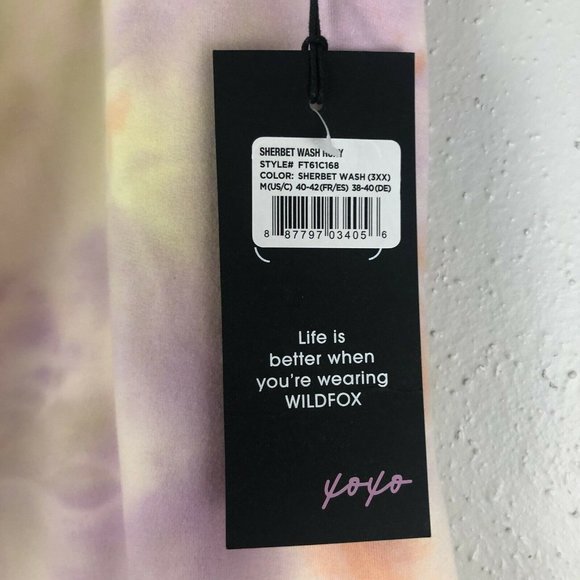 SHERBET WASH
STYLE# FT61C168
COLOR: SHERBET WASH (3XX)
M(US/C) 40-42(FR/ES) 38-40(DE)
8 87797 03405 6
Life is
better when
you're wearing
WILDFOX
xoxo